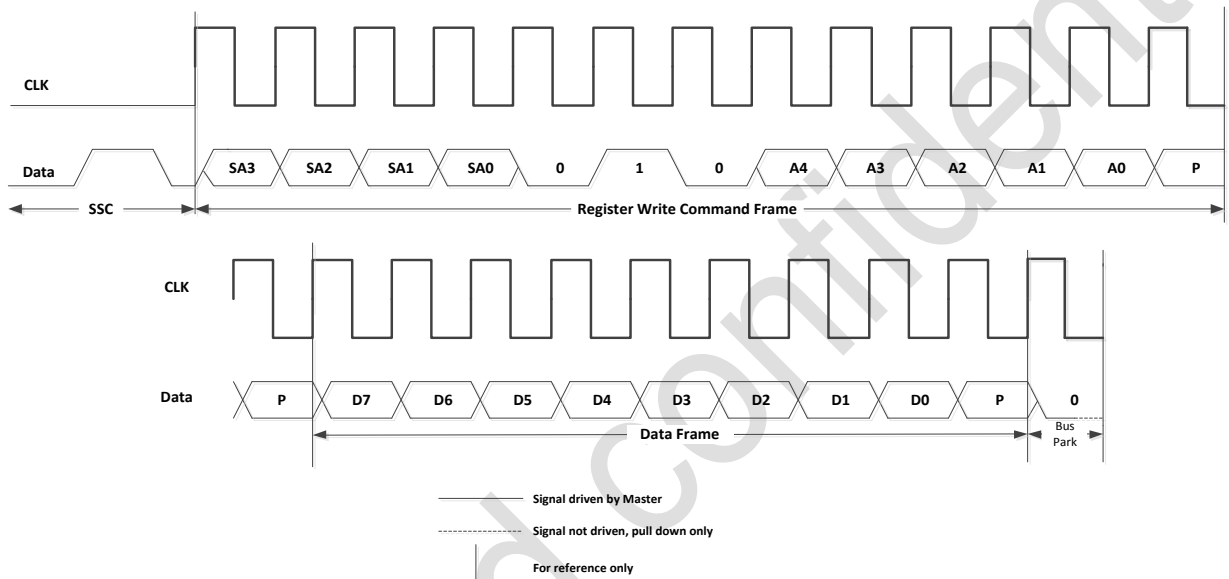 CLK
Data SA3 SA2 SA1 SA0 0 1 0 A4 A3 A2 A1 A0 P
SSC Register Write Command Frame
CLK
Data P D7 D6 D5 D4 D3 D2 D1 D0 P 0
Data Frame Bus
Park
Signal driven by Master
Signal not driven, pull down only
For reference only
confident